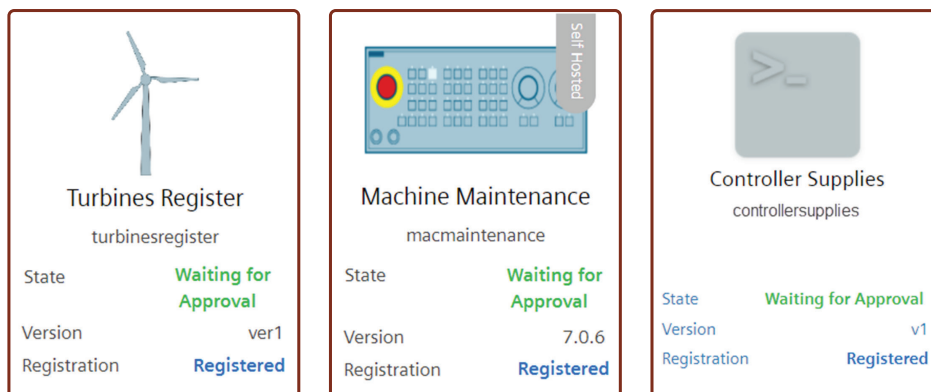 Turbines Register
turbinesregister
State Waiting for
Approval
Version ver1
Registration Registered
Self Hosted
Machine Maintenance
macmaintenance
State Waiting for
Approval
Version 7.0.6
Registration Registered
>_
Controller Supplies
controllersupplies
State Waiting for Approval
Version v1
Registration Registered